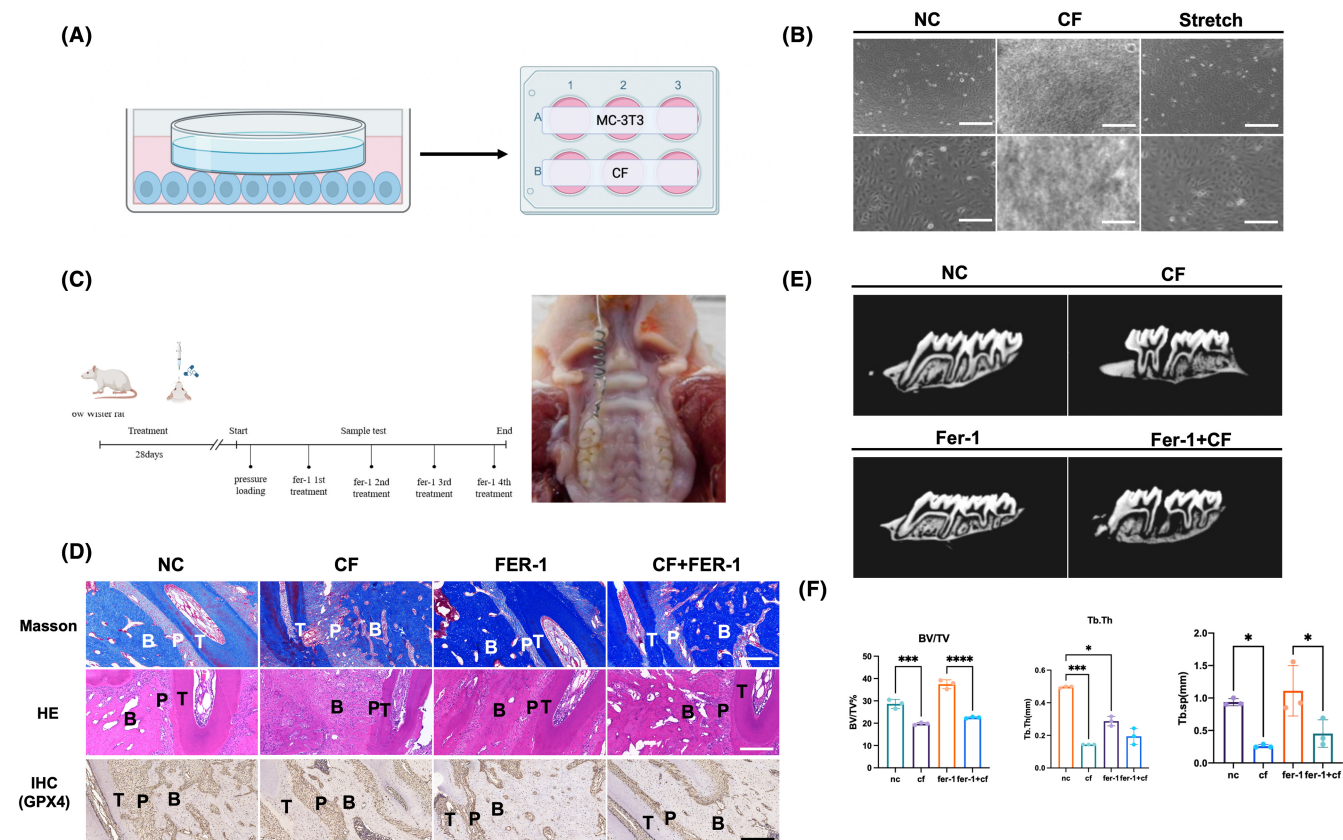 (A)
1 2 3
A MC-3T3
B CF
(B)
NC CF Stretch
(C)
6w Wister rat
Treatment
28days
Start Sample test End
pressure loading
fer-1 1st treatment
fer-1 2nd treatment
fer-1 3rd treatment
fer-1 4th treatment
(D)
NC CF FER-1 CF+FER-1
Masson
B P T
T P B
B P T
T P B
HE
B P T
B P T
B P T
B P T
IHC
(GPX4)
T P B
T P B
T P B
T P B
(E)
NC CF
Fer-1 Fer-1+CF
(F)
BV/TV
*** ****
BV/TV%
50
40
30
20
10
0
nc cf fer-1 fer-1+cf
Tb.Th
*
***
Tb.Th(mm)
0.6
0.4
0.2
0.0
nc cf fer-1 fer-1+cf
* *
Tb.sp(mm)
2.0
1.5
1.0
0.5
0.0
nc cf fer-1 fer-1+cf